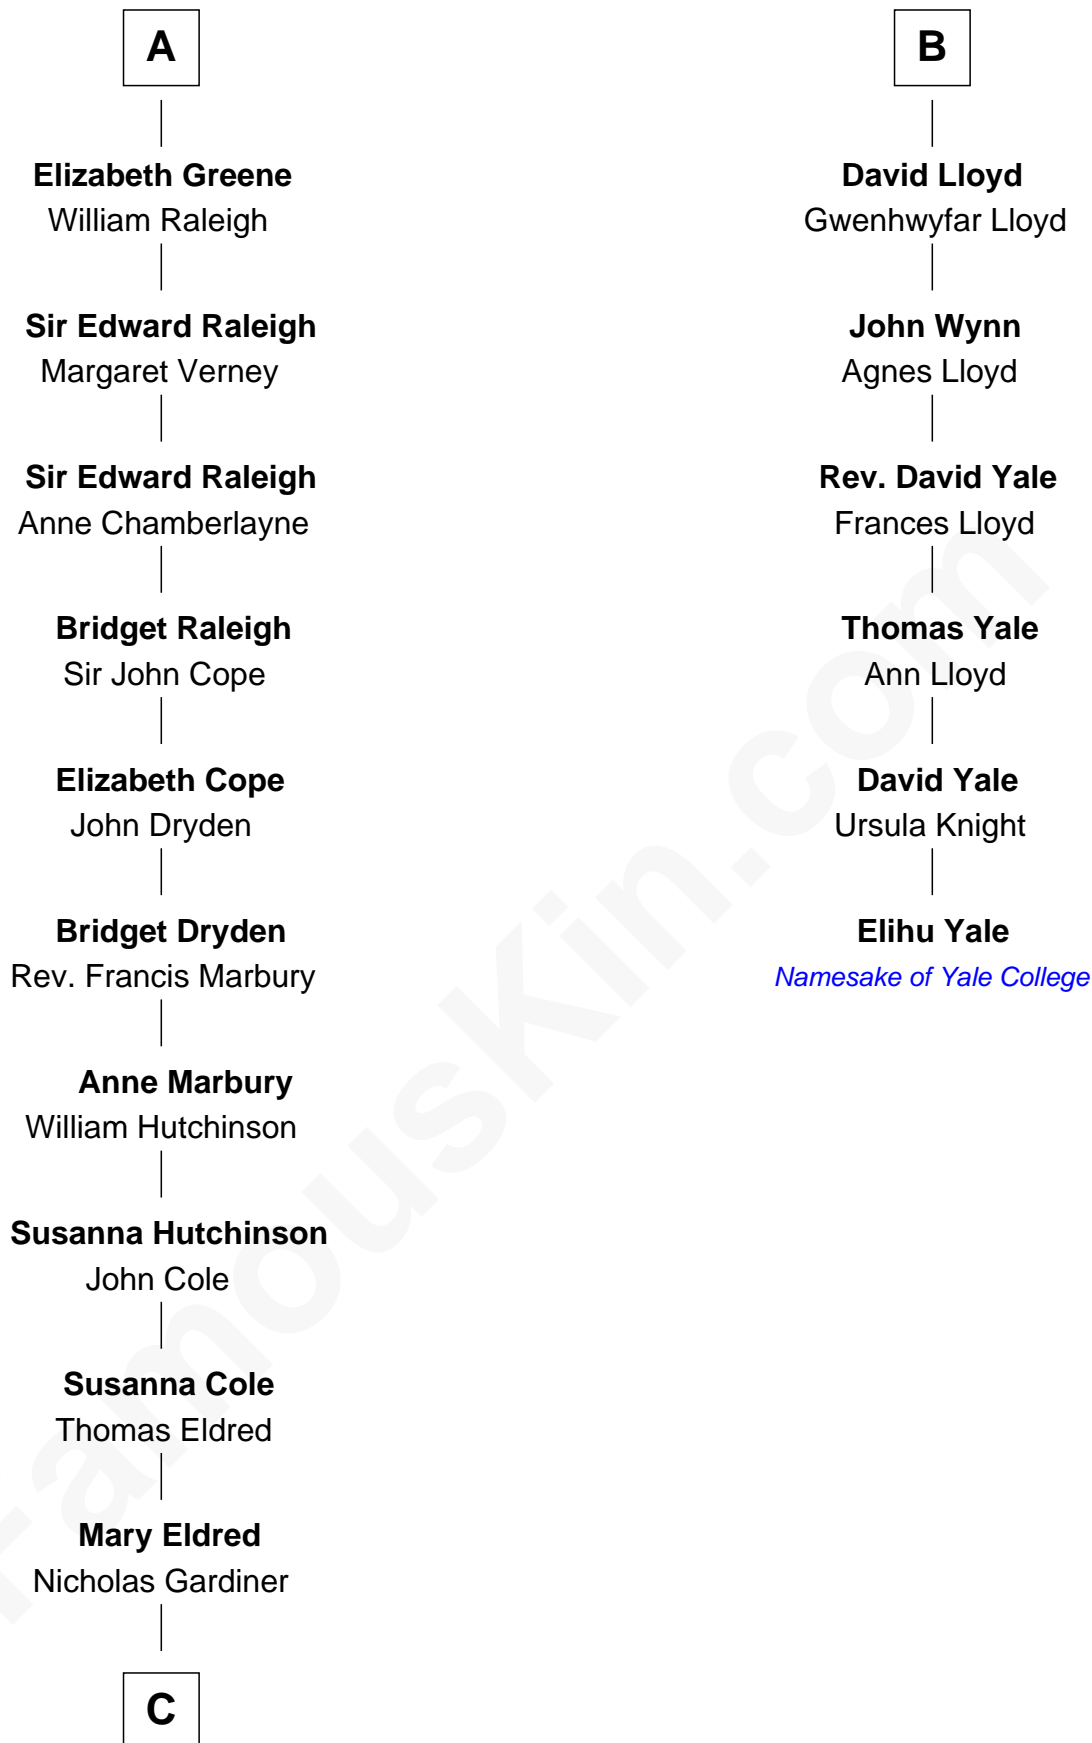 A
Elizabeth Greene
William Raleigh
Sir Edward Raleigh
Margaret Verney
Sir Edward Raleigh
Anne Chamberlayne
Bridget Raleigh
Sir John Cope
Elizabeth Cope
John Dryden
Bridget Dryden
Rev. Francis Marbury
Anne Marbury
William Hutchinson
Susanna Hutchinson
John Cole
Susanna Cole
Thomas Eldred
Mary Eldred
Nicholas Gardiner
C
B
David Lloyd
Gwenhwyfar Lloyd
John Wynn
Agnes Lloyd
Rev. David Yale
Frances Lloyd
Thomas Yale
Ann Lloyd
David Yale
Ursula Knight
Elihu Yale
Namesake of Yale College
FamousKin.com